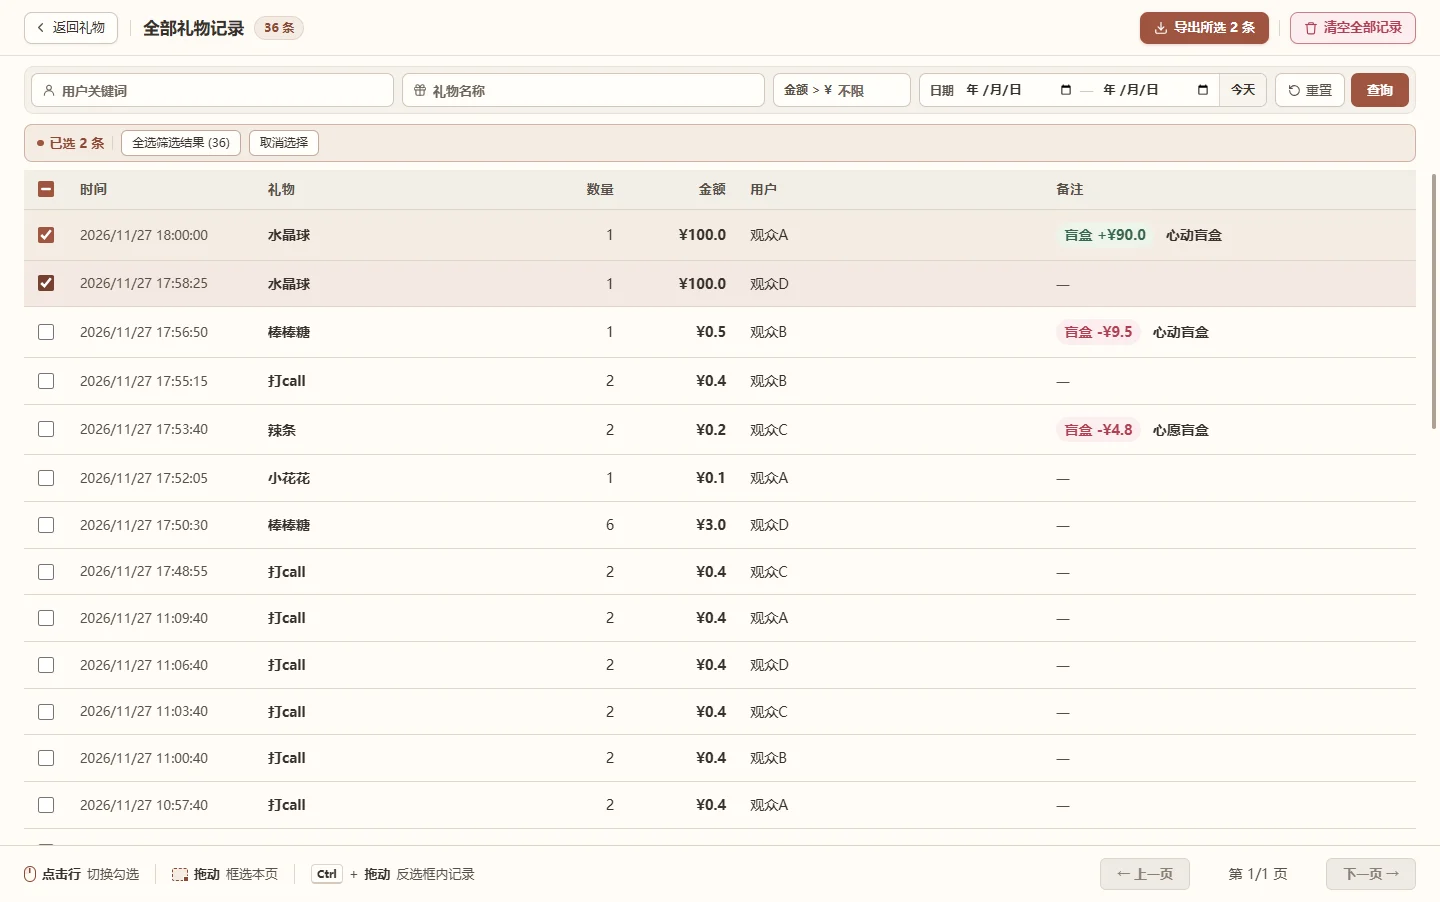 返回礼物 全部礼物记录 36 条 导出所选 2 条 清空全部记录
用户关键词 礼物名称 金额 > ¥ 不限 日期 年 /月/日 — 年 /月/日 今天 重置 查询
已选 2 条 全选筛选结果 (36) 取消选择
时间 礼物 数量 金额 用户 备注
2026/11/27 18:00:00 水晶球 1 ¥100.0 观众A 盲盒 +¥90.0 心动盲盒
2026/11/27 17:58:25 水晶球 1 ¥100.0 观众D —
2026/11/27 17:56:50 棒棒糖 1 ¥0.5 观众B 盲盒 -¥9.5 心动盲盒
2026/11/27 17:55:15 打call 2 ¥0.4 观众B —
2026/11/27 17:53:40 辣条 2 ¥0.2 观众C 盲盒 -¥4.8 心愿盲盒
2026/11/27 17:52:05 小花花 1 ¥0.1 观众A —
2026/11/27 17:50:30 棒棒糖 6 ¥3.0 观众D —
2026/11/27 17:48:55 打call 2 ¥0.4 观众C —
2026/11/27 11:09:40 打call 2 ¥0.4 观众A —
2026/11/27 11:06:40 打call 2 ¥0.4 观众D —
2026/11/27 11:03:40 打call 2 ¥0.4 观众C —
2026/11/27 11:00:40 打call 2 ¥0.4 观众B —
2026/11/27 10:57:40 打call 2 ¥0.4 观众A —
点击行 切换勾选 拖动 框选本页 Ctrl + 拖动 反选框内记录 ← 上一页 第 1/1 页 下一页 →